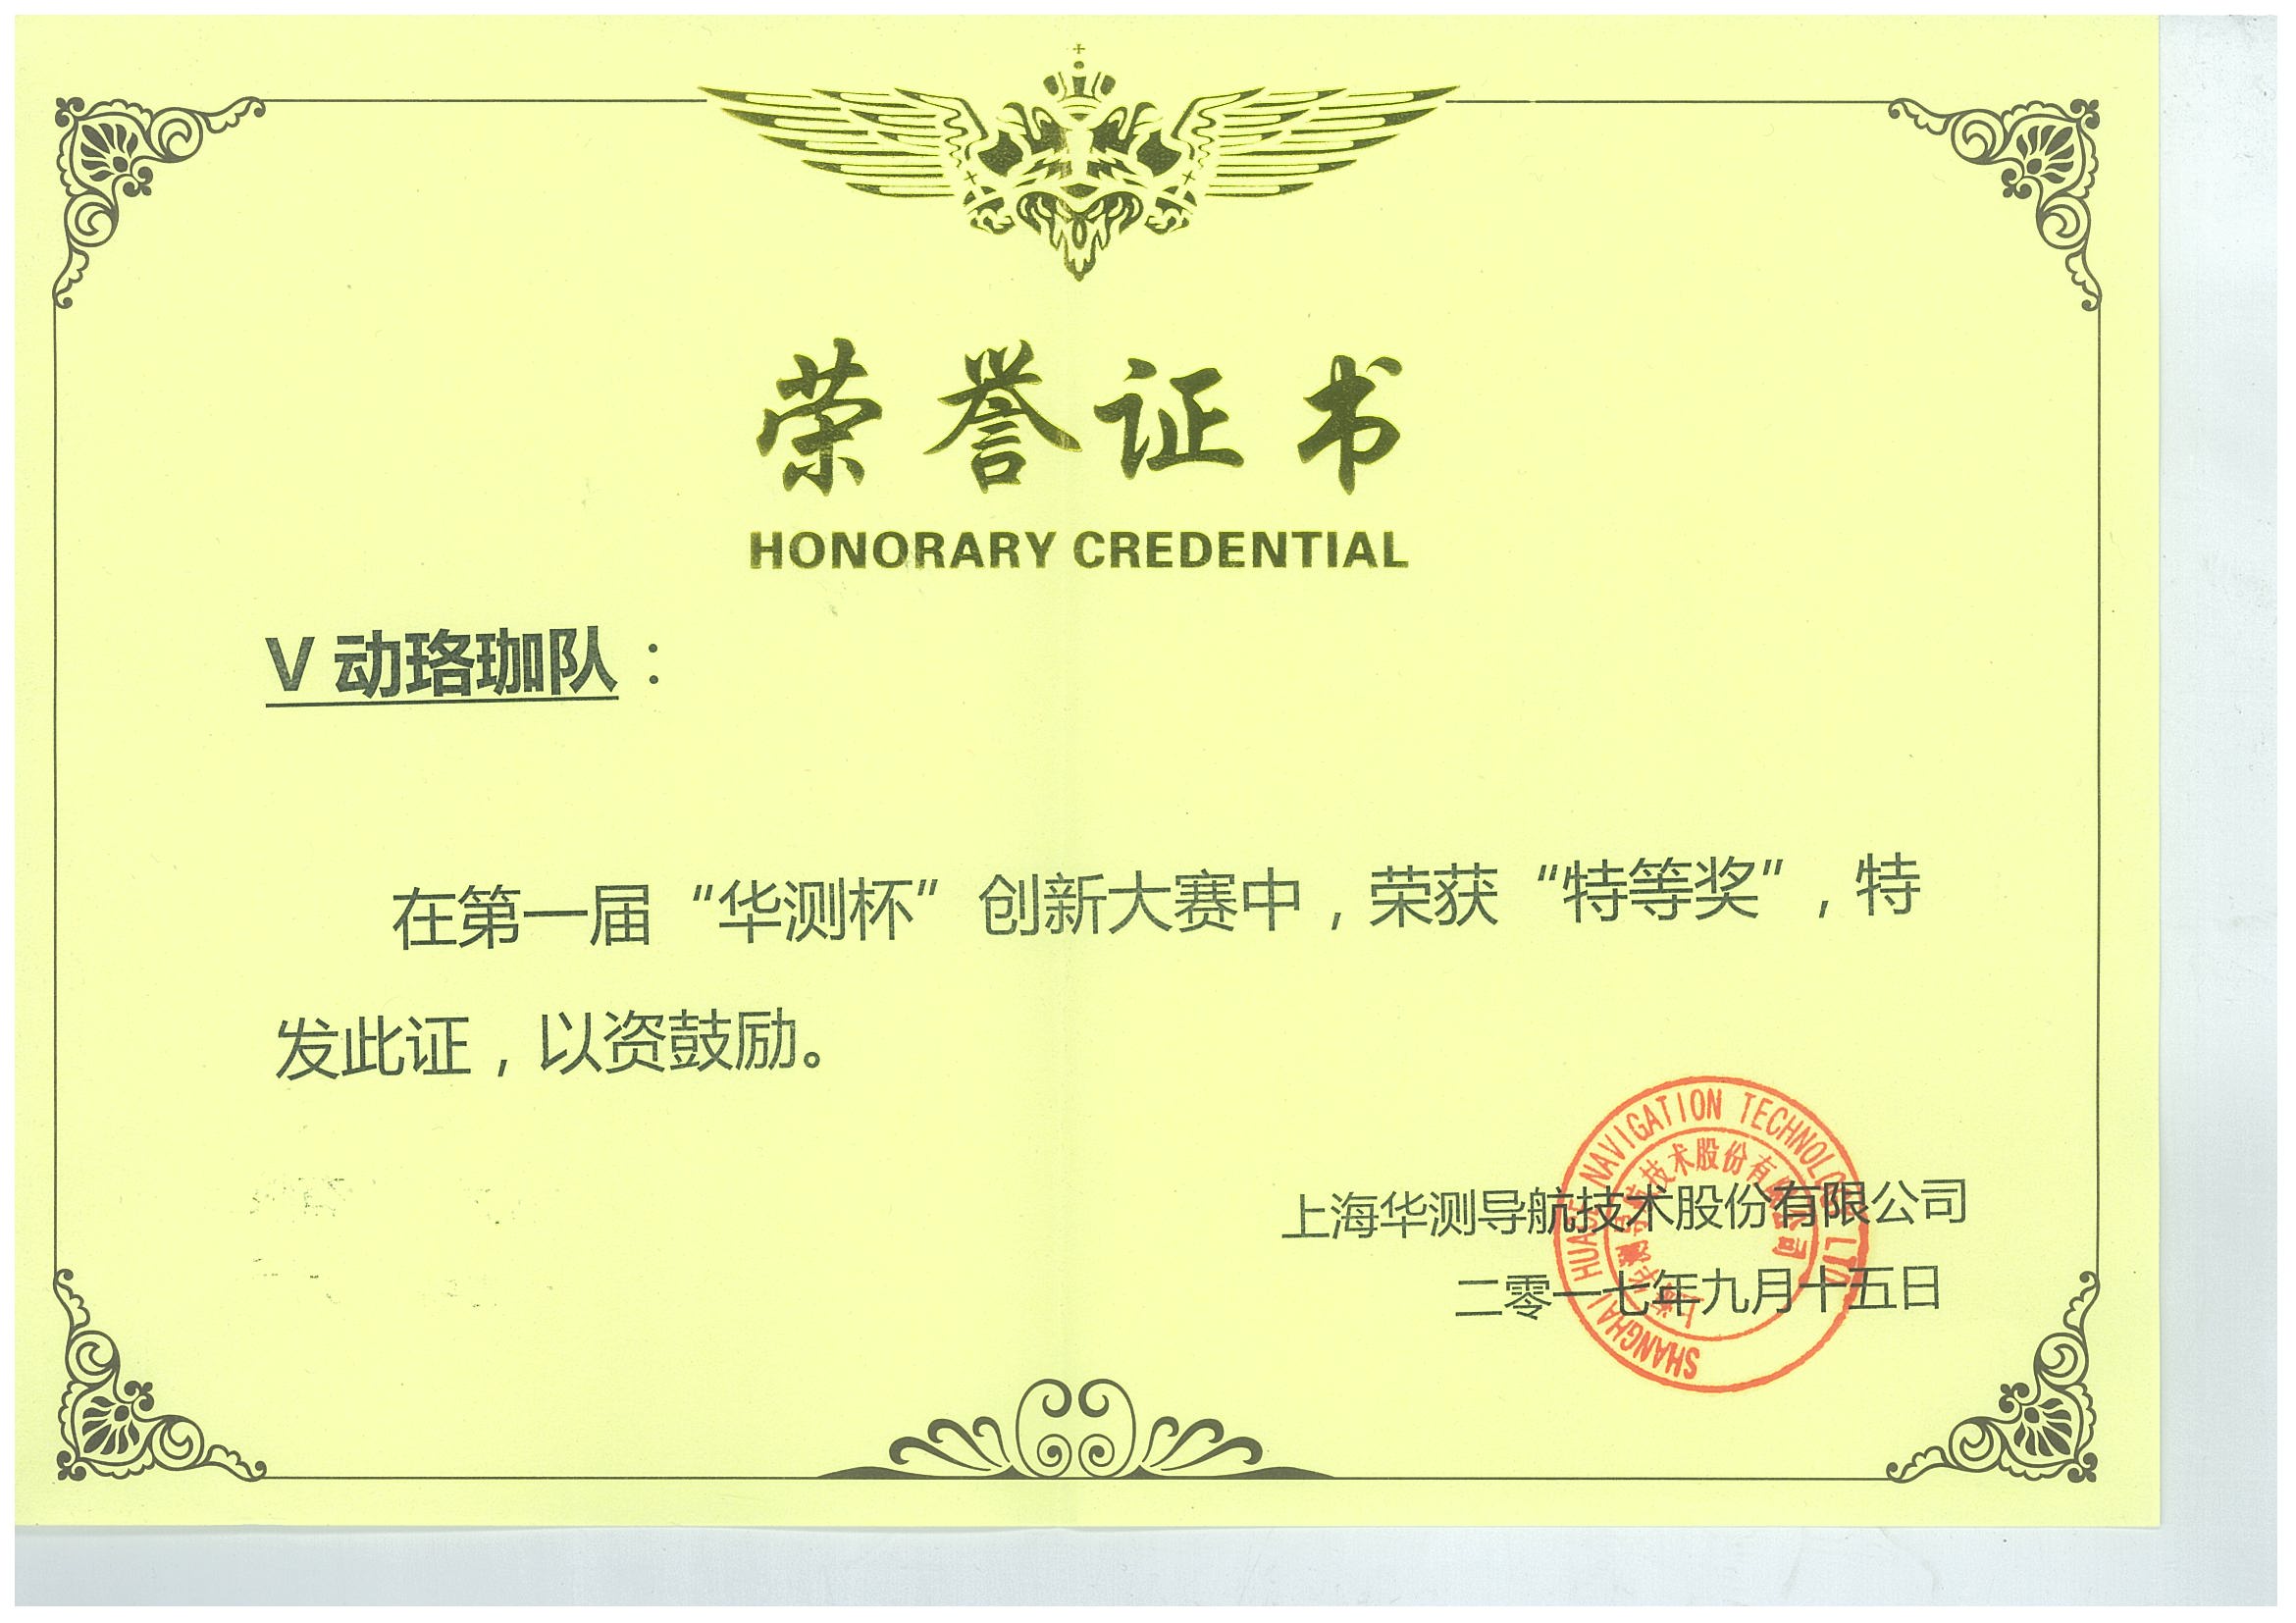 荣誉证书
HONORARY CREDENTIAL
V 动珞珈队：
在第一届“华测杯”创新大赛中，荣获“特等奖”，特
发此证，以资鼓励。
上海华测导航技术股份有限公司
二零一七年九月十五日
SHANGHAI HUACE NAVIGATION TECHNOLOGY LTD
上海华测导航技术股份有限公司